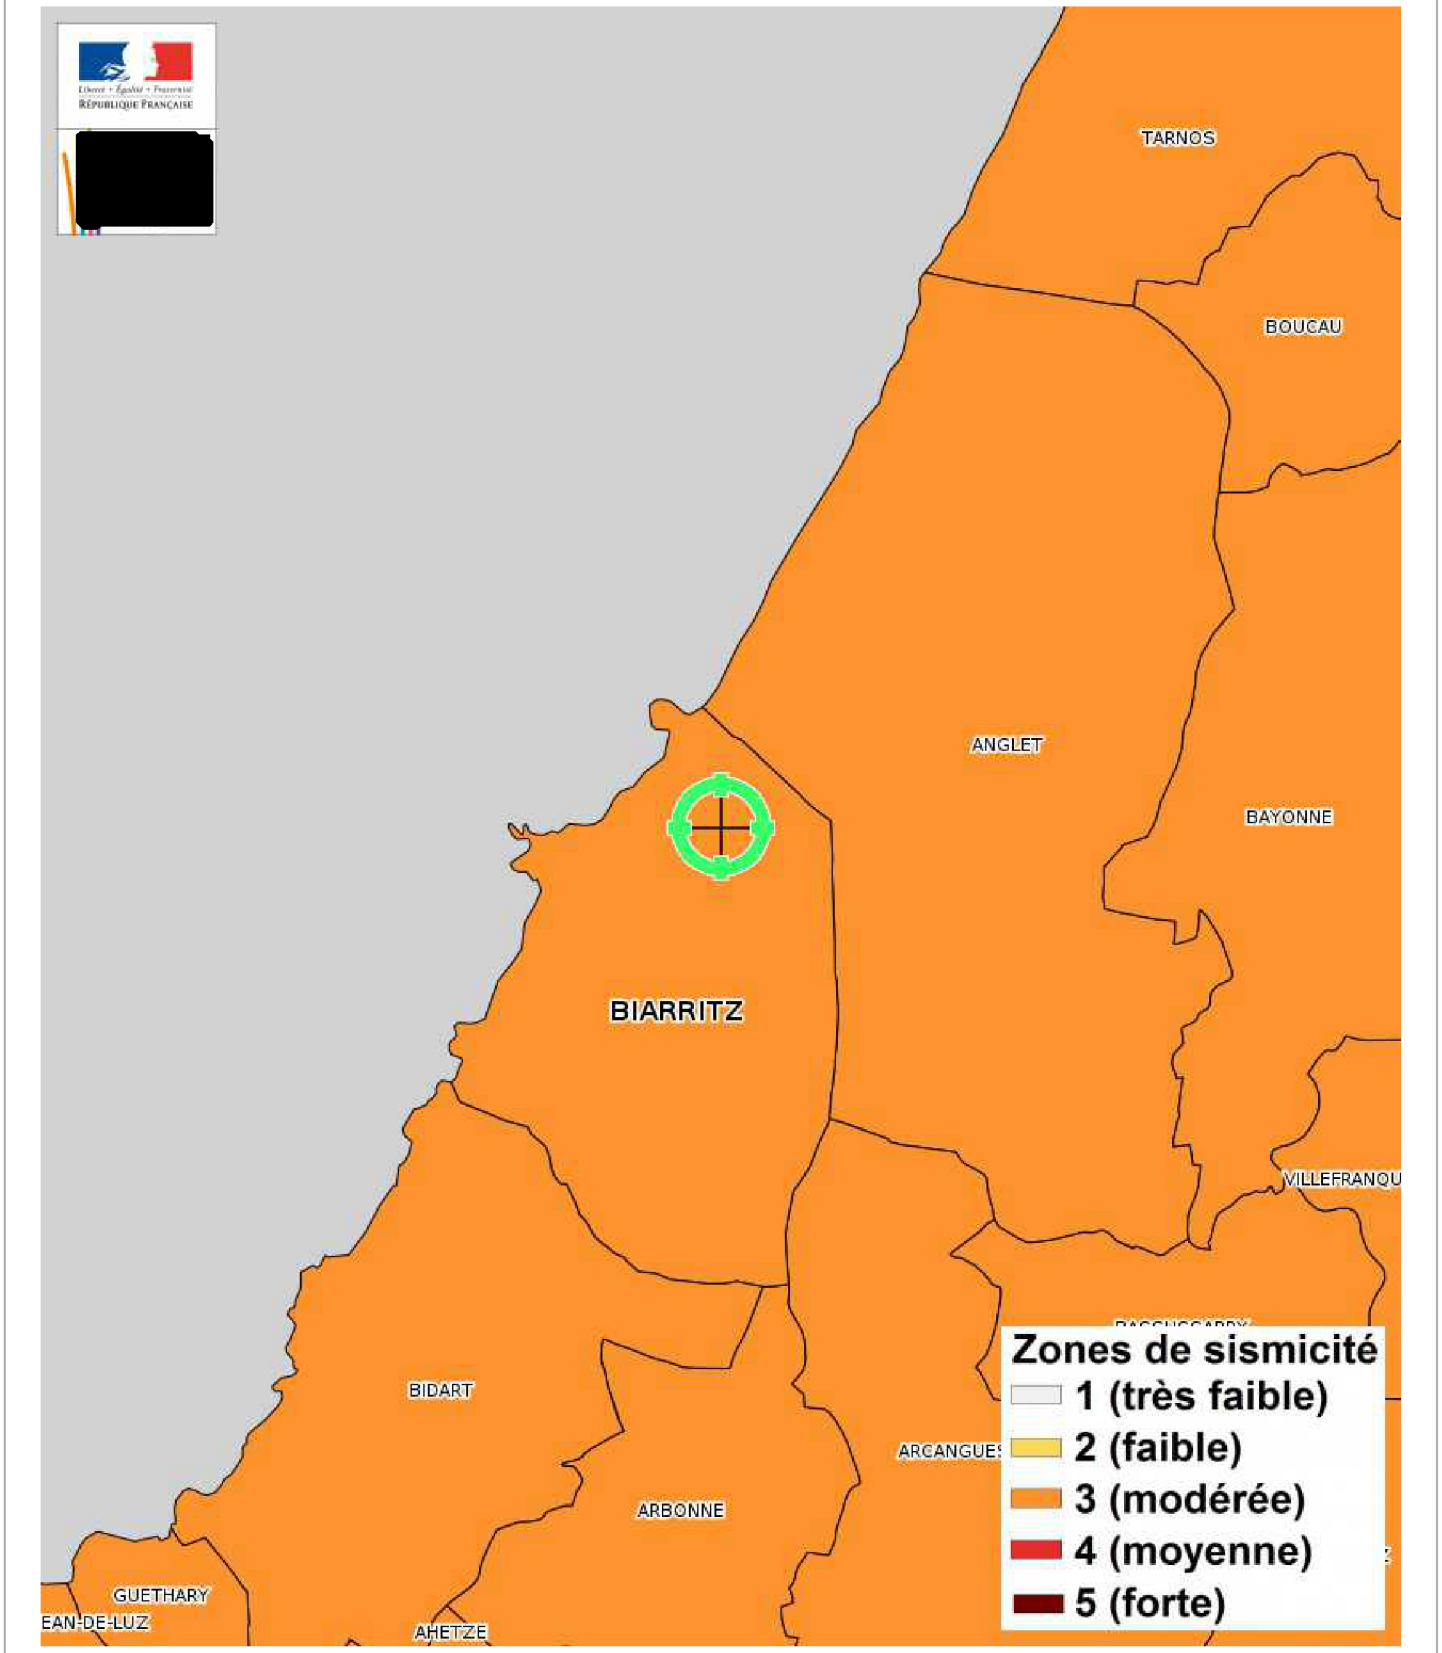 Liberté • Égalité • Fraternité
RÉPUBLIQUE FRANÇAISE
TARNOS
BOUCAU
ANGLET
BAYONNE
BIARRITZ
VILLEFRANQU
BIDART
ARCANGUES
ARBONNE
GUETHARY
EAN-DE-LUZ
AHETZE
Zones de sismicité
1 (très faible)
2 (faible)
3 (modérée)
4 (moyenne)
5 (forte)